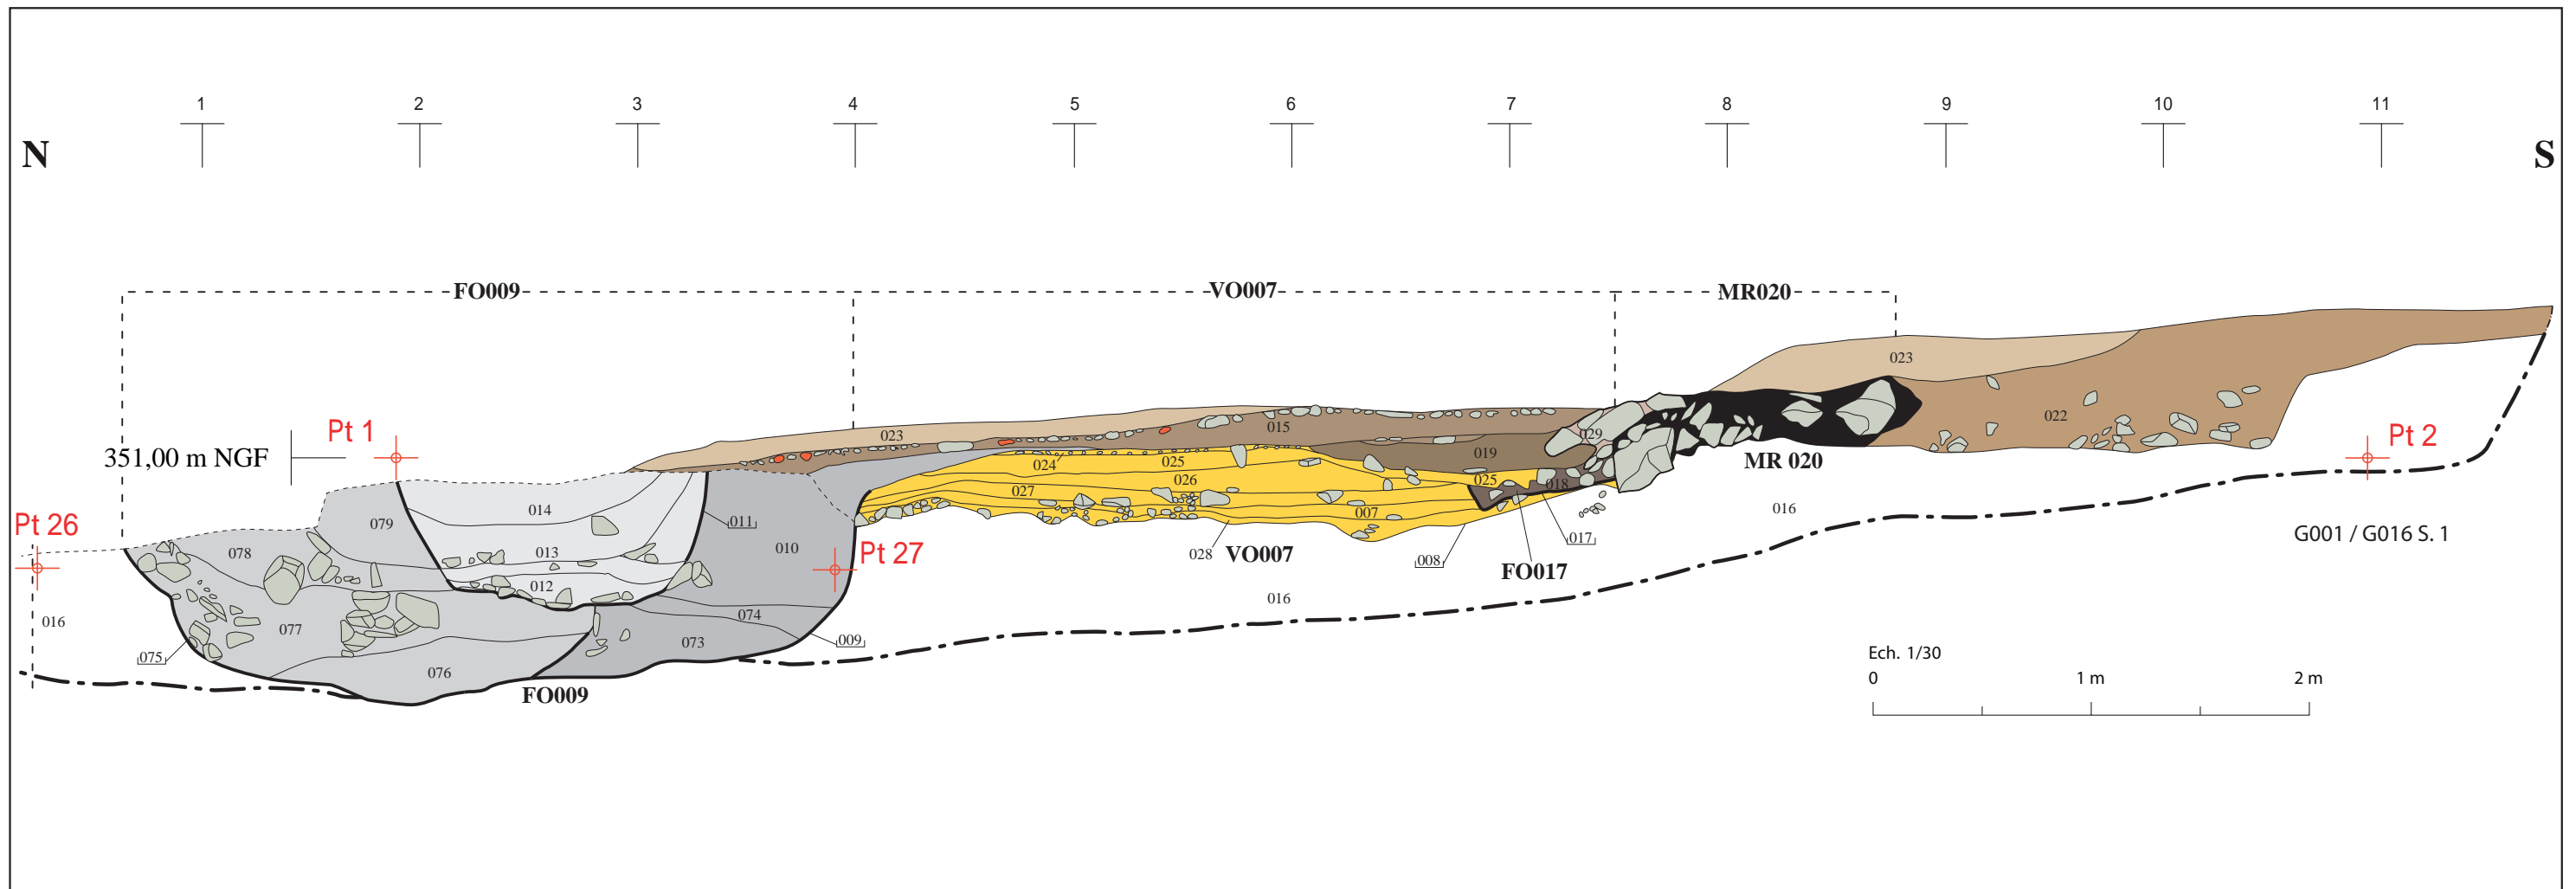 1 2 3 4 5 6 7 8 9 10 11
N S
FO009 VO007 MR020
023
015
022
029
Pt 1
351,00 m NGF
023
024 025
026
027
019
025 018
MR 020
Pt 2
016
014
079
011
010
013
012
Pt 26
078
077
016
075
076
074
073
009
Pt 27
007
028 VO007
008
017
FO017
016
FO009
G001 / G016 S. 1
Ech. 1/30
0 1 m 2 m